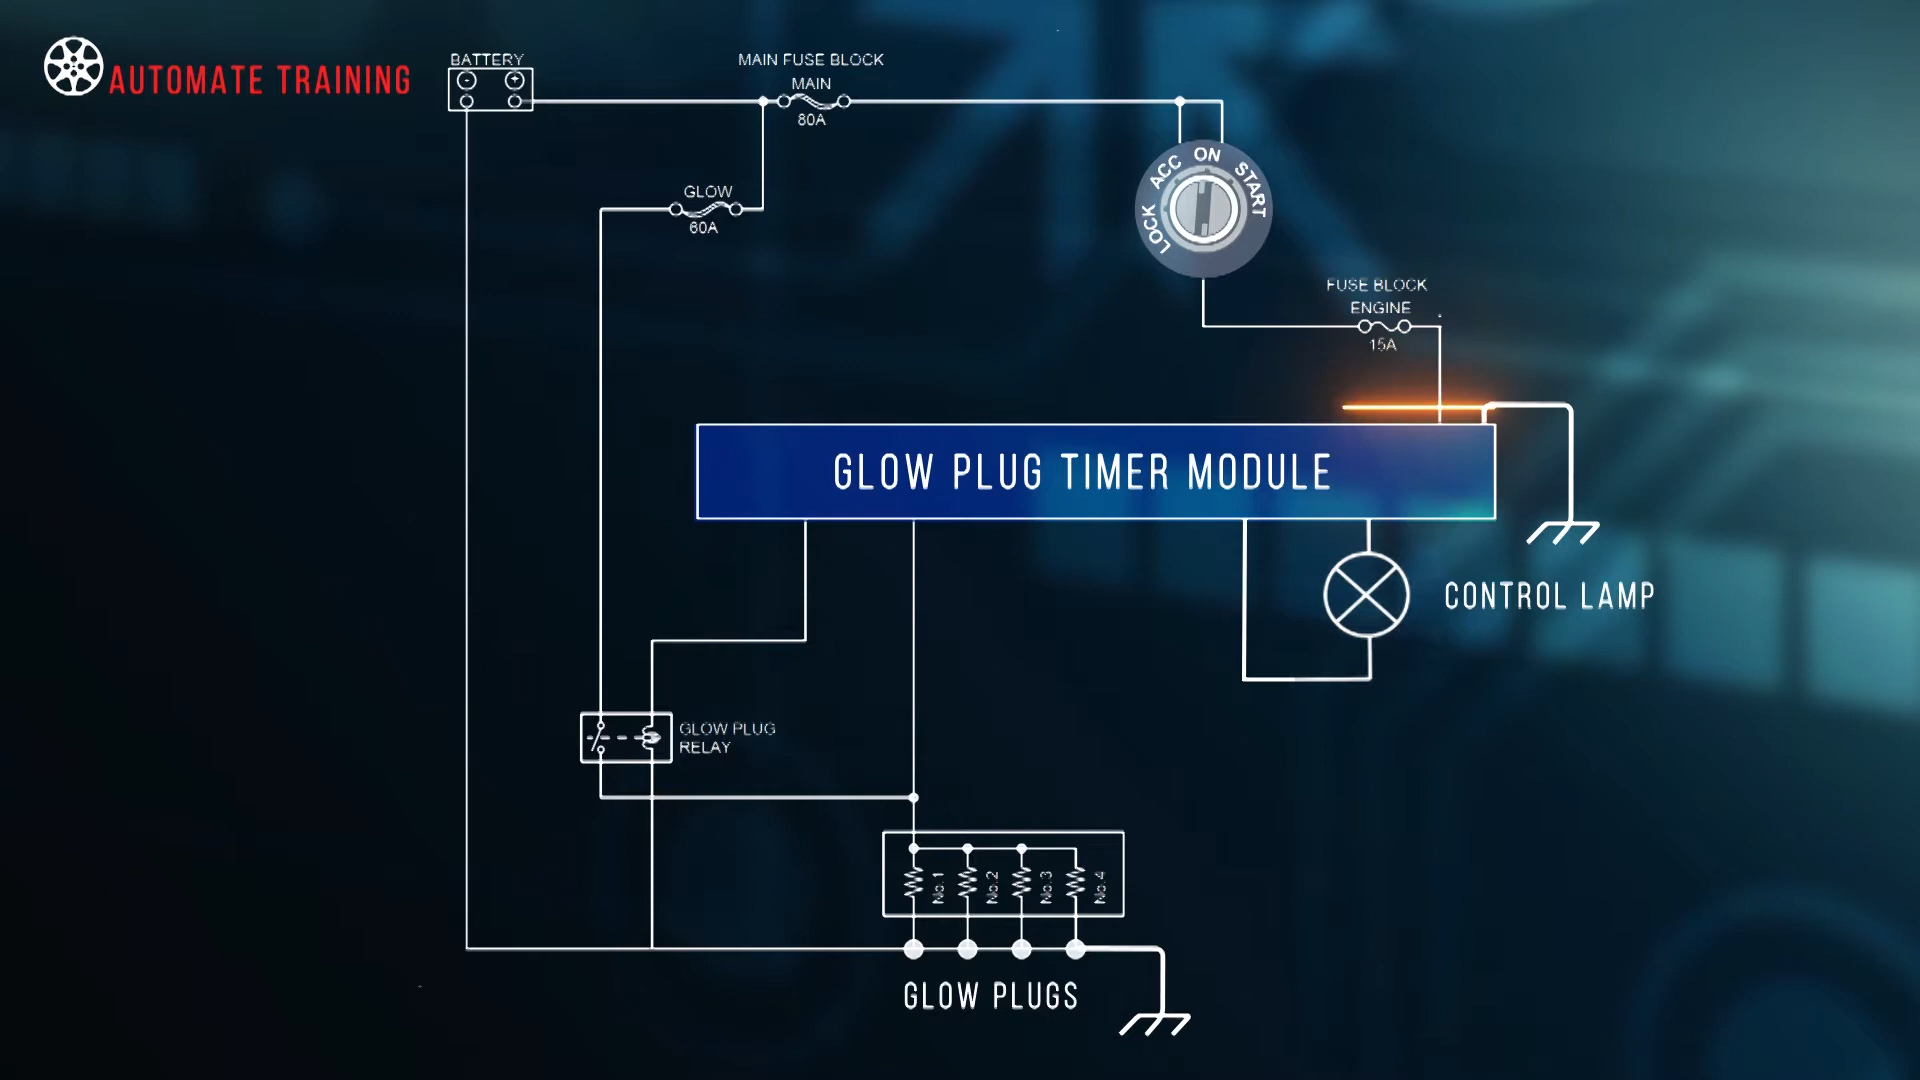 AUTOMATE TRAINING
BATTERY
- +
MAIN FUSE BLOCK
MAIN
80A
GLOW
60A
LOCK ACC ON START
FUSE BLOCK
ENGINE
15A
GLOW PLUG TIMER MODULE
CONTROL LAMP
GLOW PLUG
RELAY
No.1 No.2 No.3 No.4
GLOW PLUGS